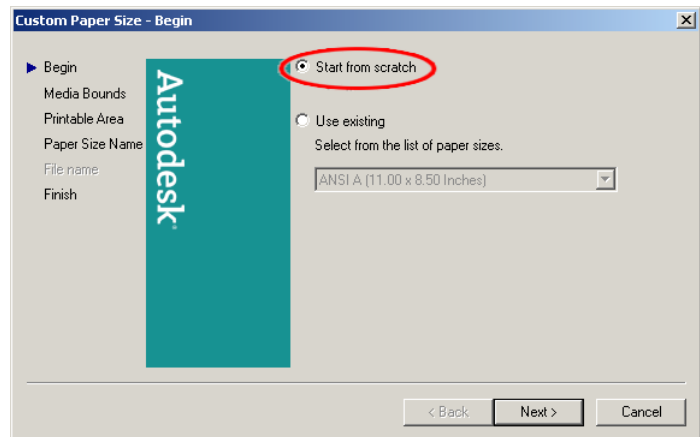 Custom Paper Size - Begin
Begin
Media Bounds
Printable Area
Paper Size Name
File name
Finish
Autodesk
Start from scratch
Use existing
Select from the list of paper sizes.
ANSI A (11.00 x 8.50 Inches)
< Back
Next >
Cancel